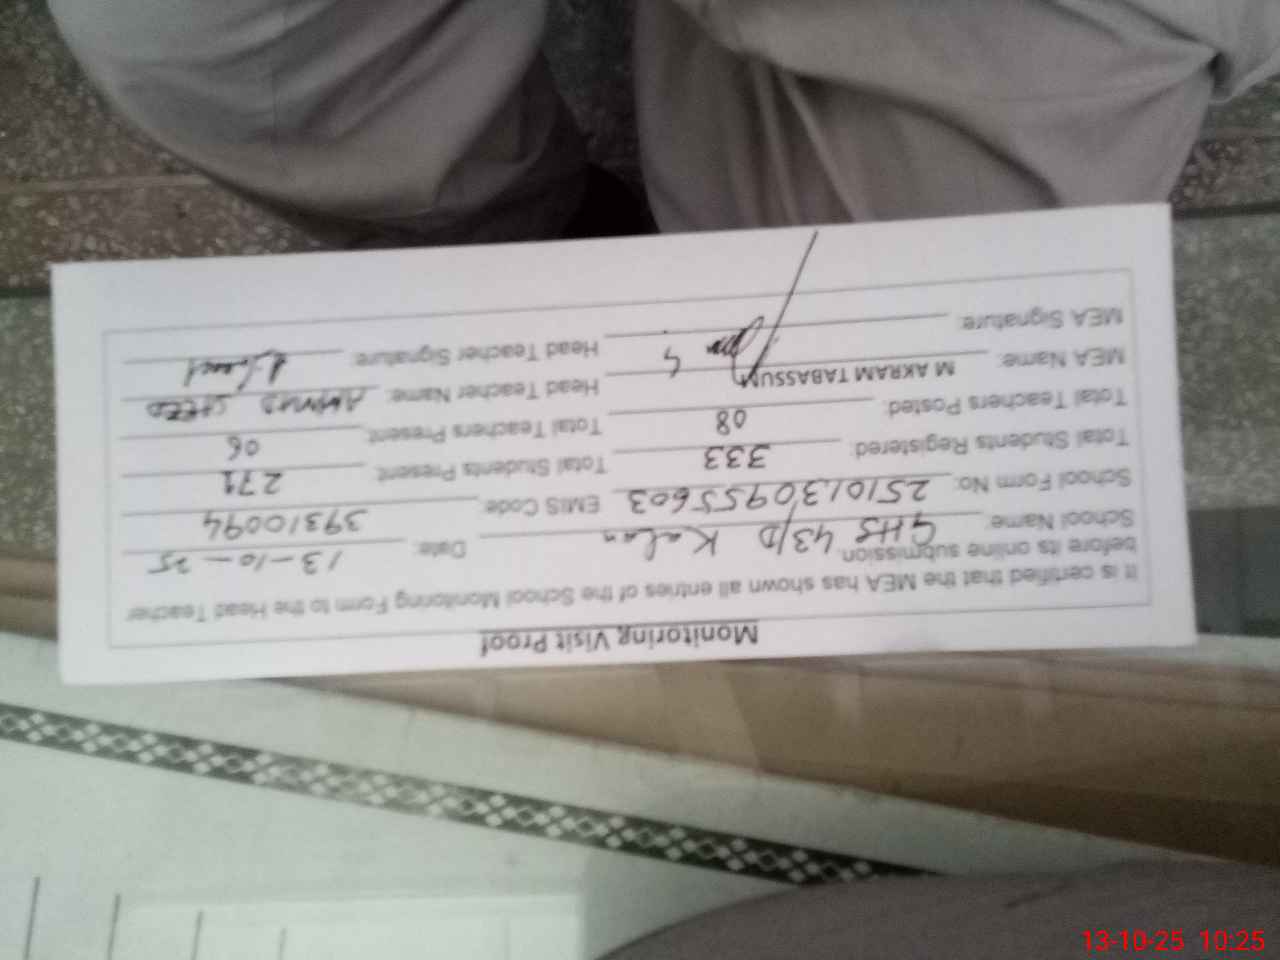 Monitoring Visit Proof
It is certified that the MEA has shown all entries of the School Monitoring Form to the Head Teacher
before its online submission.
School Name: GHS 43/D Kalan Date: 13-10-25
School Form No: 2510130955603 EMIS Code: 39310094
Total Students Registered: 333 Total Students Present: 271
Total Teachers Posted: 08 Total Teachers Present: 06
MEA Name: M AKRAM TABASSUM Head Teacher Name: AHMED
MEA Signature: Head Teacher Signature:
13-10-25 10:25